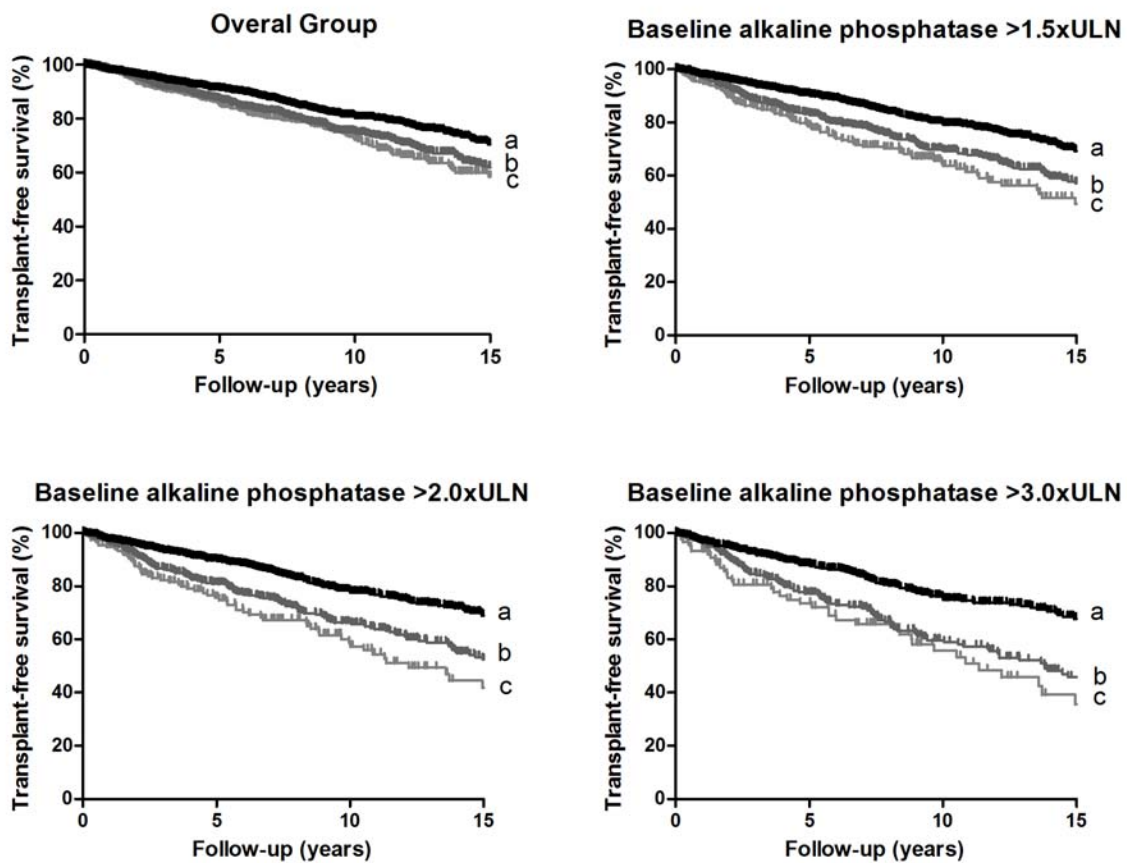 Overal Group
Transplant-free survival (%)
100
80
60
40
20
0
a
b
c
0 5 10 15
Follow-up (years)
Baseline alkaline phosphatase >1.5xULN
Transplant-free survival (%)
100
80
60
40
20
0
a
b
c
0 5 10 15
Follow-up (years)
Baseline alkaline phosphatase >2.0xULN
Transplant-free survival (%)
100
80
60
40
20
0
a
b
c
0 5 10 15
Follow-up (years)
Baseline alkaline phosphatase >3.0xULN
Transplant-free survival (%)
100
80
60
40
20
0
a
b
c
0 5 10 15
Follow-up (years)